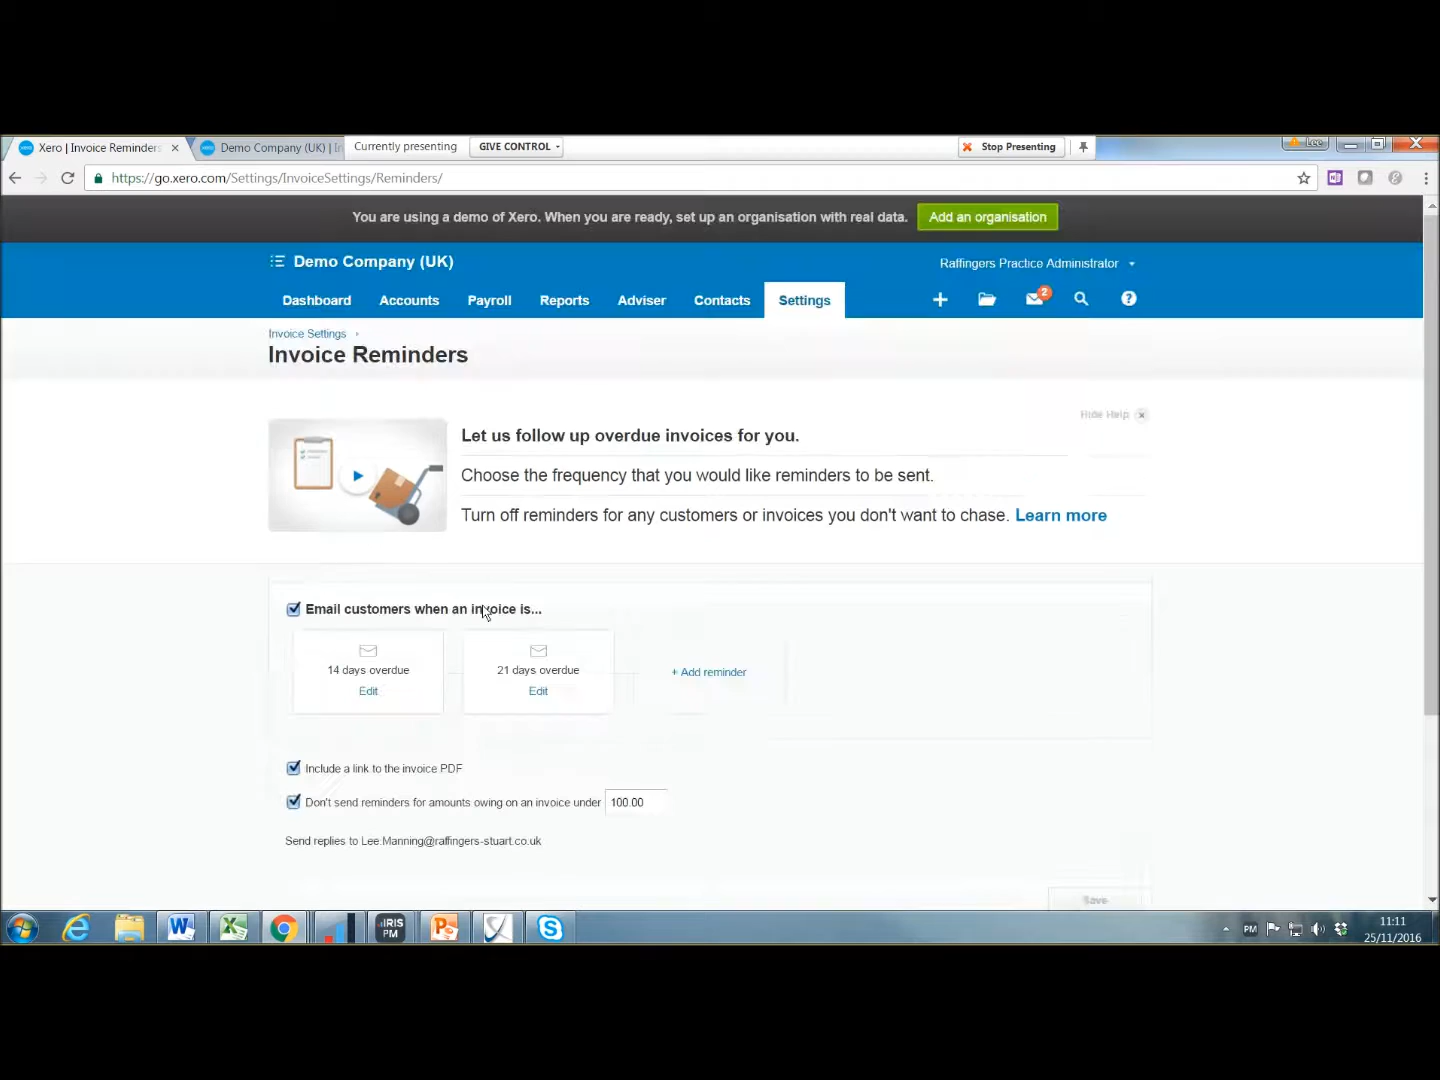 Xero | Invoice Reminders
Demo Company (UK) | In
Currently presenting
GIVE CONTROL
Stop Presenting
Lee
https://go.xero.com/Settings/InvoiceSettings/Reminders/
You are using a demo of Xero. When you are ready, set up an organisation with real data.
Add an organisation
Demo Company (UK)
Raffingers Practice Administrator
Dashboard Accounts Payroll Reports Adviser Contacts Settings
2
Invoice Settings
Invoice Reminders
Hide Help
Let us follow up overdue invoices for you.
Choose the frequency that you would like reminders to be sent.
Turn off reminders for any customers or invoices you don't want to chase. Learn more
Email customers when an invoice is...
14 days overdue
Edit
21 days overdue
Edit
+ Add reminder
Include a link to the invoice PDF
Don't send reminders for amounts owing on an invoice under 100.00
Send replies to Lee.Manning@raffingers-stuart.co.uk
Save
IRIS
PM
PM
11:11
25/11/2016